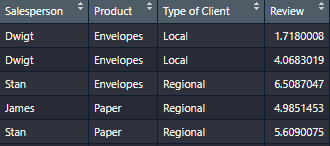 Salesperson Product Type of Client Review
Dwigt Envelopes Local 1.7180008
Dwigt Envelopes Local 4.0683019
Stan Envelopes Regional 6.5087047
James Paper Regional 4.9851453
Stan Paper Regional 5.6090075